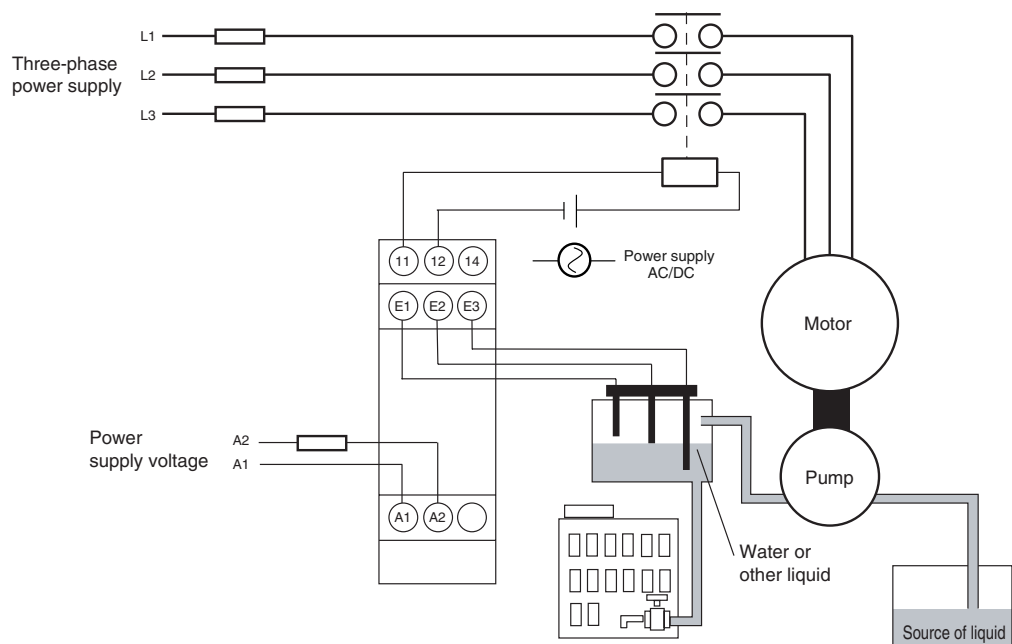 L1
Three-phase
power supply
L2
L3
11
12
14
Power supply
AC/DC
E1
E2
E3
Motor
Power
supply voltage
A2
A1
Pump
A1
A2
Water or
other liquid
Source of liquid